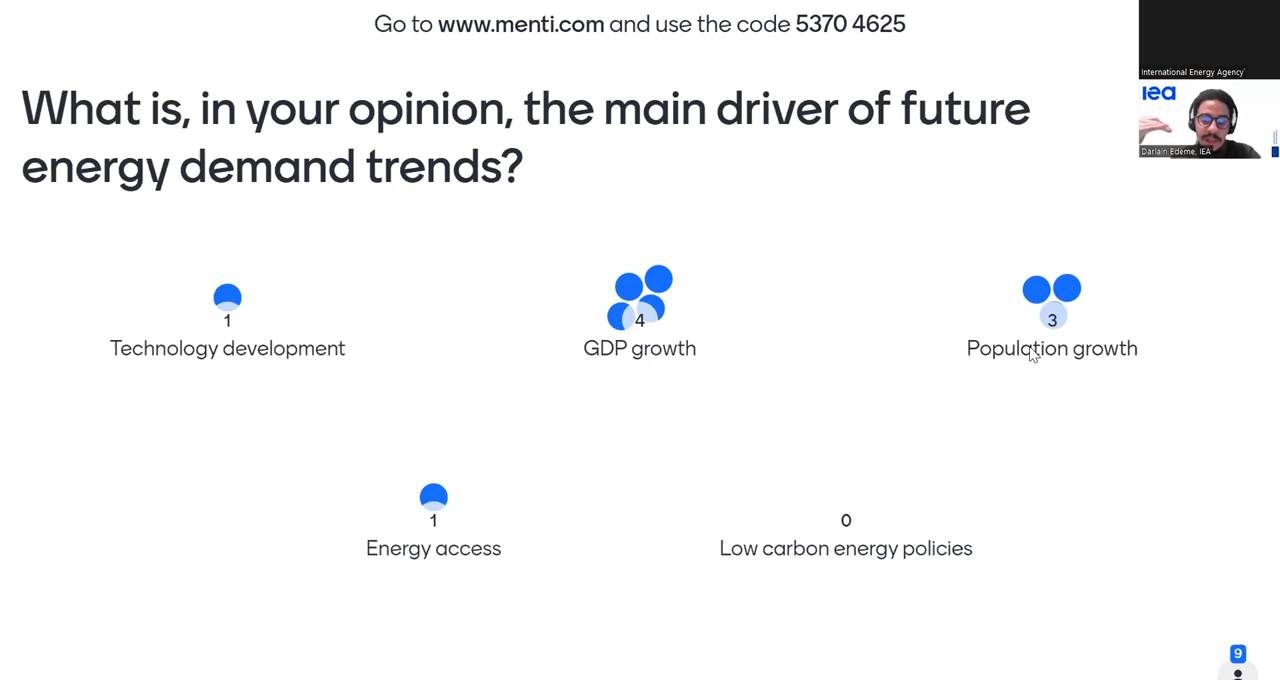 Go to www.menti.com and use the code 5370 4625
International Energy Agency
iea
Darlain Edeme, IEA
What is, in your opinion, the main driver of future
energy demand trends?
1
Technology development
4
GDP growth
3
Population growth
1
Energy access
0
Low carbon energy policies
9